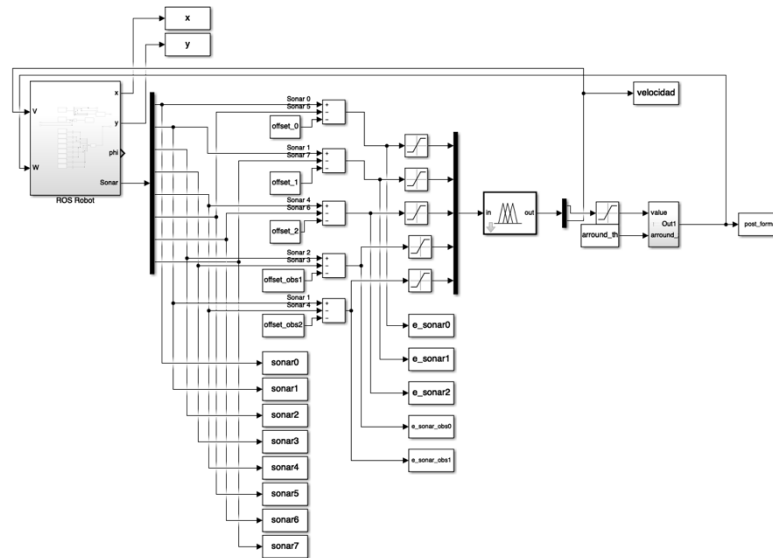 x
y
V
W
x
y
phi
Sonar
ROS Robot
velocidad
Sonar 0
Sonar 5
offset_0
Sonar 1
Sonar 7
offset_1
Sonar 4
Sonar 6
offset_2
Sonar 2
Sonar 3
offset_obs1
Sonar 1
Sonar 4
offset_obs2
+
−
−
+
−
−
+
−
−
+
−
−
+
−
−
in
out
arround_th
value
Out1
arround_
post_forma
e_sonar0
e_sonar1
e_sonar2
e_sonar_obs0
e_sonar_obs1
sonar0
sonar1
sonar2
sonar3
sonar4
sonar5
sonar6
sonar7